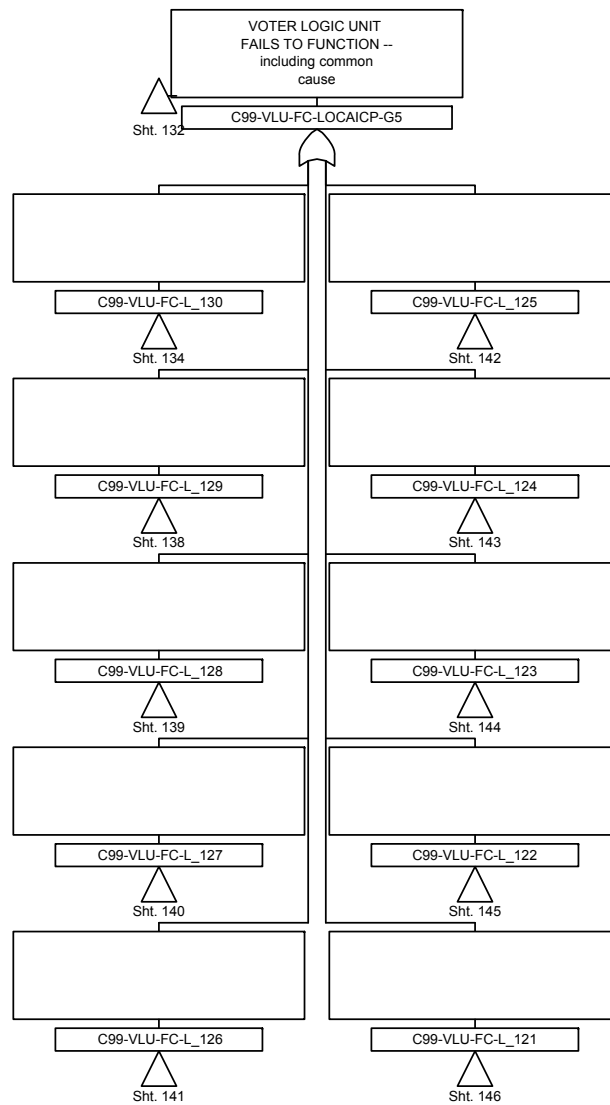 VOTER LOGIC UNIT
FAILS TO FUNCTION --
including common
cause
C99-VLU-FC-LOCAICP-G5
Sht. 132
C99-VLU-FC-L_130
C99-VLU-FC-L_125
Sht. 134
Sht. 142
C99-VLU-FC-L_129
C99-VLU-FC-L_124
Sht. 138
Sht. 143
C99-VLU-FC-L_128
C99-VLU-FC-L_123
Sht. 139
Sht. 144
C99-VLU-FC-L_127
C99-VLU-FC-L_122
Sht. 140
Sht. 145
C99-VLU-FC-L_126
C99-VLU-FC-L_121
Sht. 141
Sht. 146